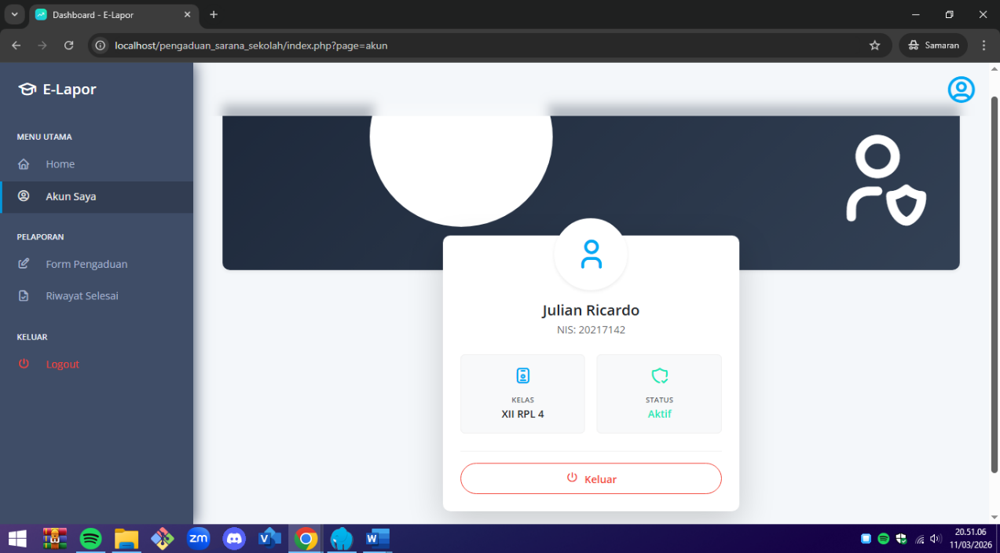 Dashboard - E-Lapor
localhost/pengaduan_sarana_sekolah/index.php?page=akun
Samaran
E-Lapor
MENU UTAMA
Home
Akun Saya
PELAPORAN
Form Pengaduan
Riwayat Selesai
KELUAR
Logout
Julian Ricardo
NIS: 20217142
KELAS
XII RPL 4
STATUS
Aktif
Keluar
zm
V
W
20.51.06
11/03/2026